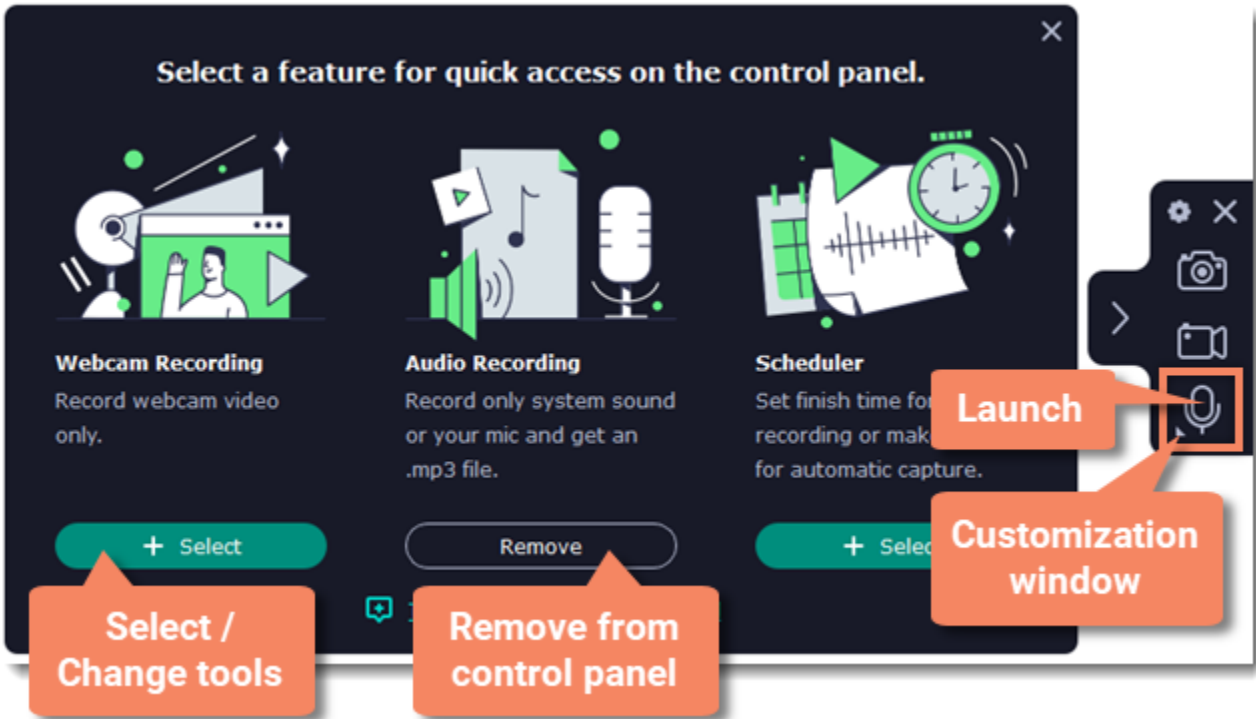 Select a feature for quick access on the control panel.
Webcam Recording
Record webcam video
only.
Audio Recording
Record only system sound
or your mic and get an
.mp3 file.
Scheduler
Set finish time for
recording or mak
for automatic capture.
+ Select
Remove
+ Selec
Select /
Change tools
Remove from
control panel
Launch
Customization
window